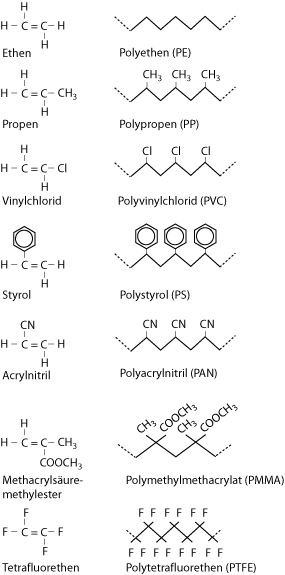 H
H – C = C – H
H
Ethen
Polyethen (PE)
H
H – C = C – CH₃
H
Propen
CH₃ CH₃ CH₃
Polypropen (PP)
H
H – C = C – Cl
H
Vinylchlorid
Cl Cl Cl
Polyvinylchlorid (PVC)
H – C = C – H
H
Styrol
Polystyrol (PS)
CN
H – C = C – H
H
Acrylnitril
CN CN CN
Polyacrylnitril (PAN)
H
H – C = C – CH₃
COOCH₃
Methacrylsäure-
methylester
CH₃ COOCH₃ CH₃ COOCH₃
Polymethylmethacrylat (PMMA)
F
F – C = C – F
F
Tetrafluorethen
F F F F F F
F F F F F F F
Polytetrafluorethen (PTFE)